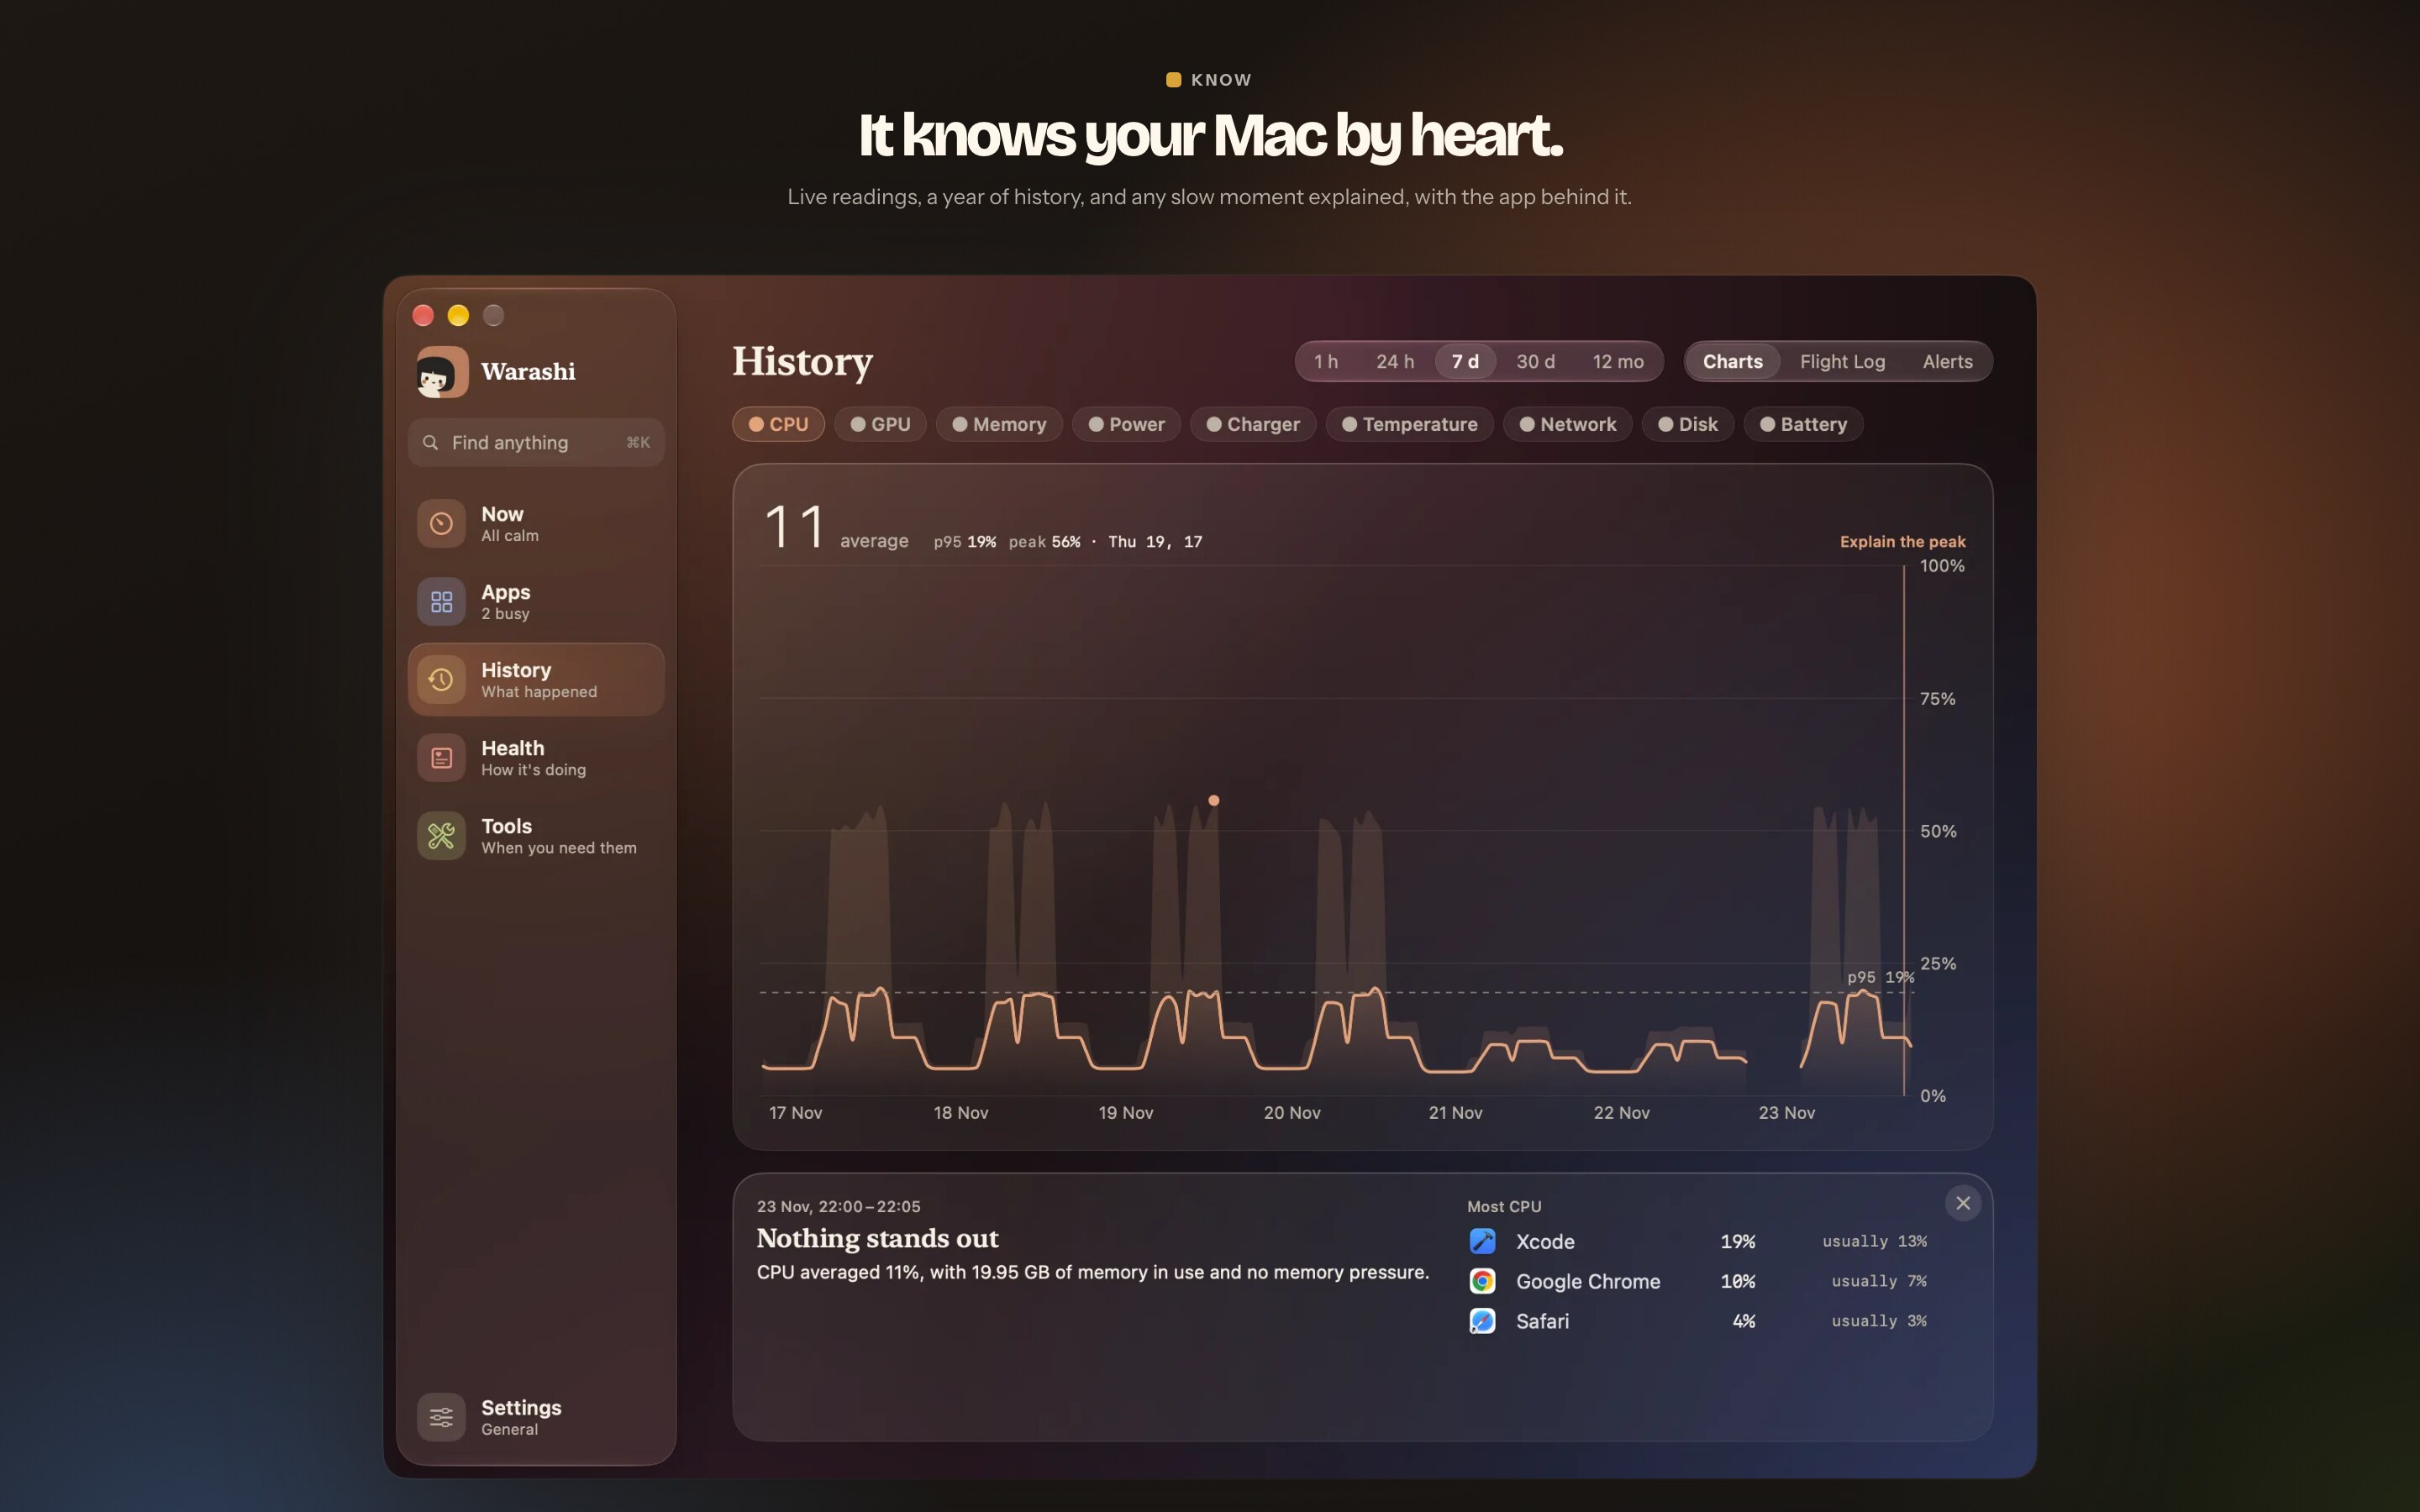 KNOW
It knows your Mac by heart.
Live readings, a year of history, and any slow moment explained, with the app behind it.
Warashi
Find anything ⌘K
Now
All calm
Apps
2 busy
History
What happened
Health
How it's doing
Tools
When you need them
Settings
General
History
1 h 24 h 7 d 30 d 12 mo
Charts Flight Log Alerts
CPU GPU Memory Power Charger Temperature Network Disk Battery
11 average p95 19% peak 56% · Thu 19, 17
Explain the peak
100%
75%
50%
25%
p95 19%
0%
17 Nov 18 Nov 19 Nov 20 Nov 21 Nov 22 Nov 23 Nov
23 Nov, 22:00–22:05
Nothing stands out
CPU averaged 11%, with 19.95 GB of memory in use and no memory pressure.
Most CPU
Xcode 19% usually 13%
Google Chrome 10% usually 7%
Safari 4% usually 3%